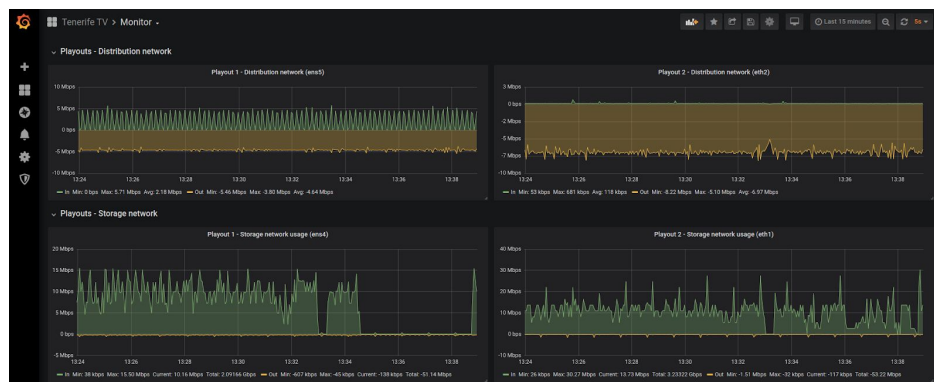 Tenerife TV > Monitor
Last 15 minutes
5s
Playouts - Distribution network
Playout 1 - Distribution network (ens5)
10 Mbps
5 Mbps
0 bps
-5 Mbps
-10 Mbps
13:24 13:26 13:28 13:30 13:32 13:34 13:36 13:38
In Min: 0 bps Max: 5.71 Mbps Avg: 2.18 Mbps Out Min: -5.46 Mbps Max: -3.80 Mbps Avg: -4.64 Mbps
Playout 2 - Distribution network (eth2)
3 Mbps
0 bps
-2 Mbps
-5 Mbps
-7 Mbps
-10 Mbps
13:24 13:26 13:28 13:30 13:32 13:34 13:36 13:38
In Min: 53 kbps Max: 681 kbps Avg: 118 kbps Out Min: -8.22 Mbps Max: -5.10 Mbps Avg: -6.97 Mbps
Playouts - Storage network
Playout 1 - Storage network usage (ens4)
20 Mbps
15 Mbps
10 Mbps
5 Mbps
0 bps
-5 Mbps
13:24 13:26 13:28 13:30 13:32 13:34 13:36 13:38
In Min: 38 kbps Max: 15.50 Mbps Current: 10.16 Mbps Total: 2.09166 Gbps Out Min: -607 kbps Max: -45 kbps Current: -138 kbps Total: -51.14 Mbps
Playout 2 - Storage network usage (eth1)
40 Mbps
30 Mbps
20 Mbps
10 Mbps
0 bps
-10 Mbps
13:24 13:26 13:28 13:30 13:32 13:34 13:36 13:38
In Min: 26 kbps Max: 30.27 Mbps Current: 13.73 Mbps Total: 3.23322 Gbps Out Min: -1.51 Mbps Max: -32 kbps Current: -117 kbps Total: -53.22 Mbps